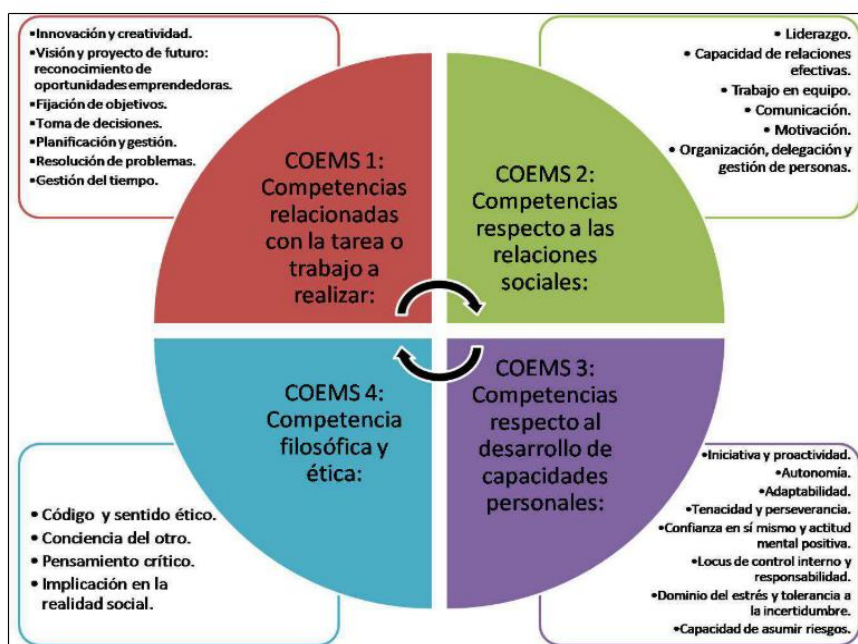 •Innovación y creatividad.
•Visión y proyecto de futuro:
reconocimiento de
oportunidades emprendedoras.
•Fijación de objetivos.
•Toma de decisiones.
•Planificación y gestión.
•Resolución de problemas.
•Gestión del tiempo.
COEMS 1:
Competencias
relacionadas
con la tarea o
trabajo a
realizar:
• Liderazgo.
• Capacidad de relaciones
efectivas.
• Trabajo en equipo.
• Comunicación.
• Motivación.
• Organización, delegación y
gestión de personas.
COEMS 2:
Competencias
respecto a las
relaciones
sociales:
COEMS 4:
Competencia
filosófica y
ética:
• Código y sentido ético.
• Conciencia del otro.
• Pensamiento crítico.
• Implicación en la
realidad social.
COEMS 3:
Competencias
respecto al
desarrollo de
capacidades
personales:
•Iniciativa y proactividad.
•Autonomía.
•Adaptabilidad.
•Tenacidad y perseverancia.
•Confianza en sí mismo y actitud
mental positiva.
•Locus de control interno y
responsabilidad.
•Dominio del estrés y tolerancia a
la incertidumbre.
•Capacidad de asumir riesgos.